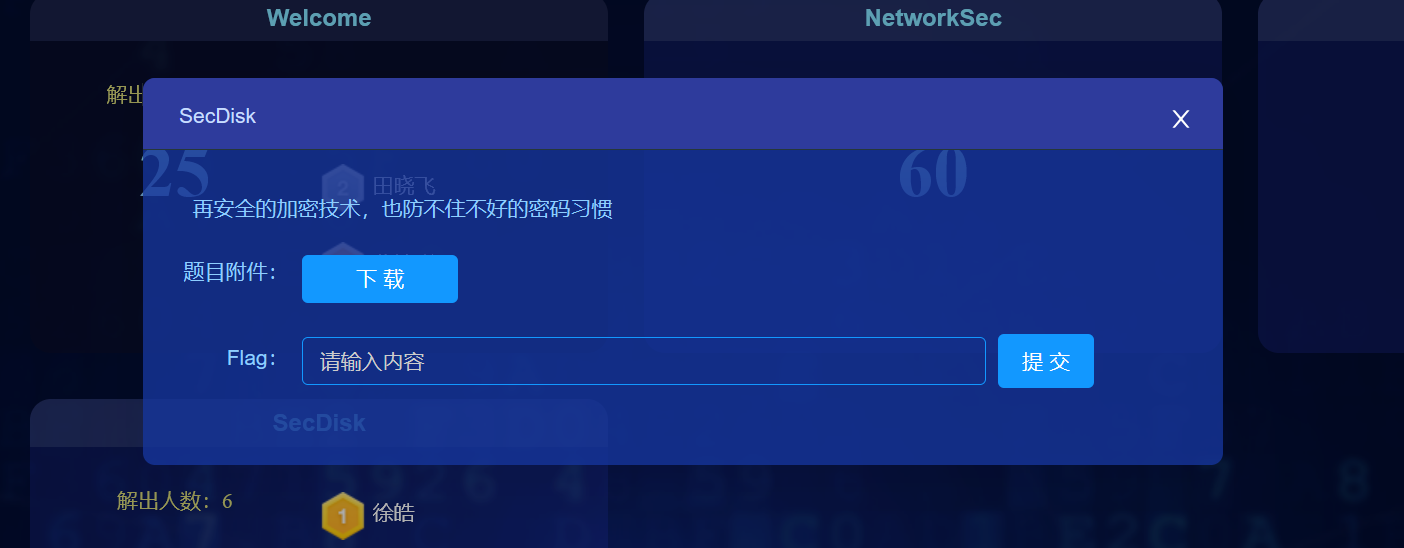 Welcome
NetworkSec
解出
SecDisk
X
25
2 田晓飞
60
再安全的加密技术，也防不住不好的密码习惯
题目附件：
下 载
Flag：
请输入内容
提 交
SecDisk
解出人数：6
1 徐皓